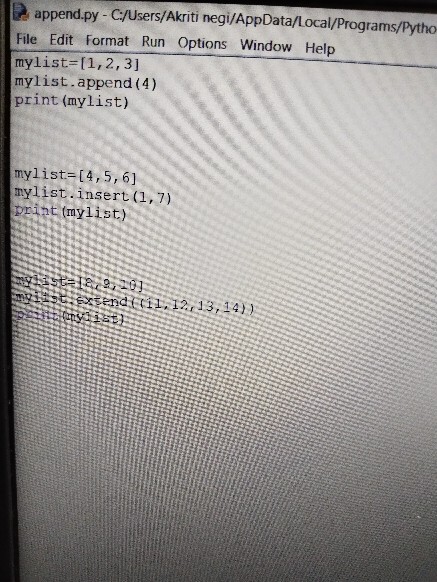 append.py - C:/Users/Akriti negi/AppData/Local/Programs/Pytho
File Edit Format Run Options Window Help
mylist=[1,2,3]
mylist.append(4)
print(mylist)
mylist=[4,5,6]
mylist.insert(1,7)
print(mylist)
mylist=[8,9,10]
mylist.extend((11,12,13,14))
print(mylist)